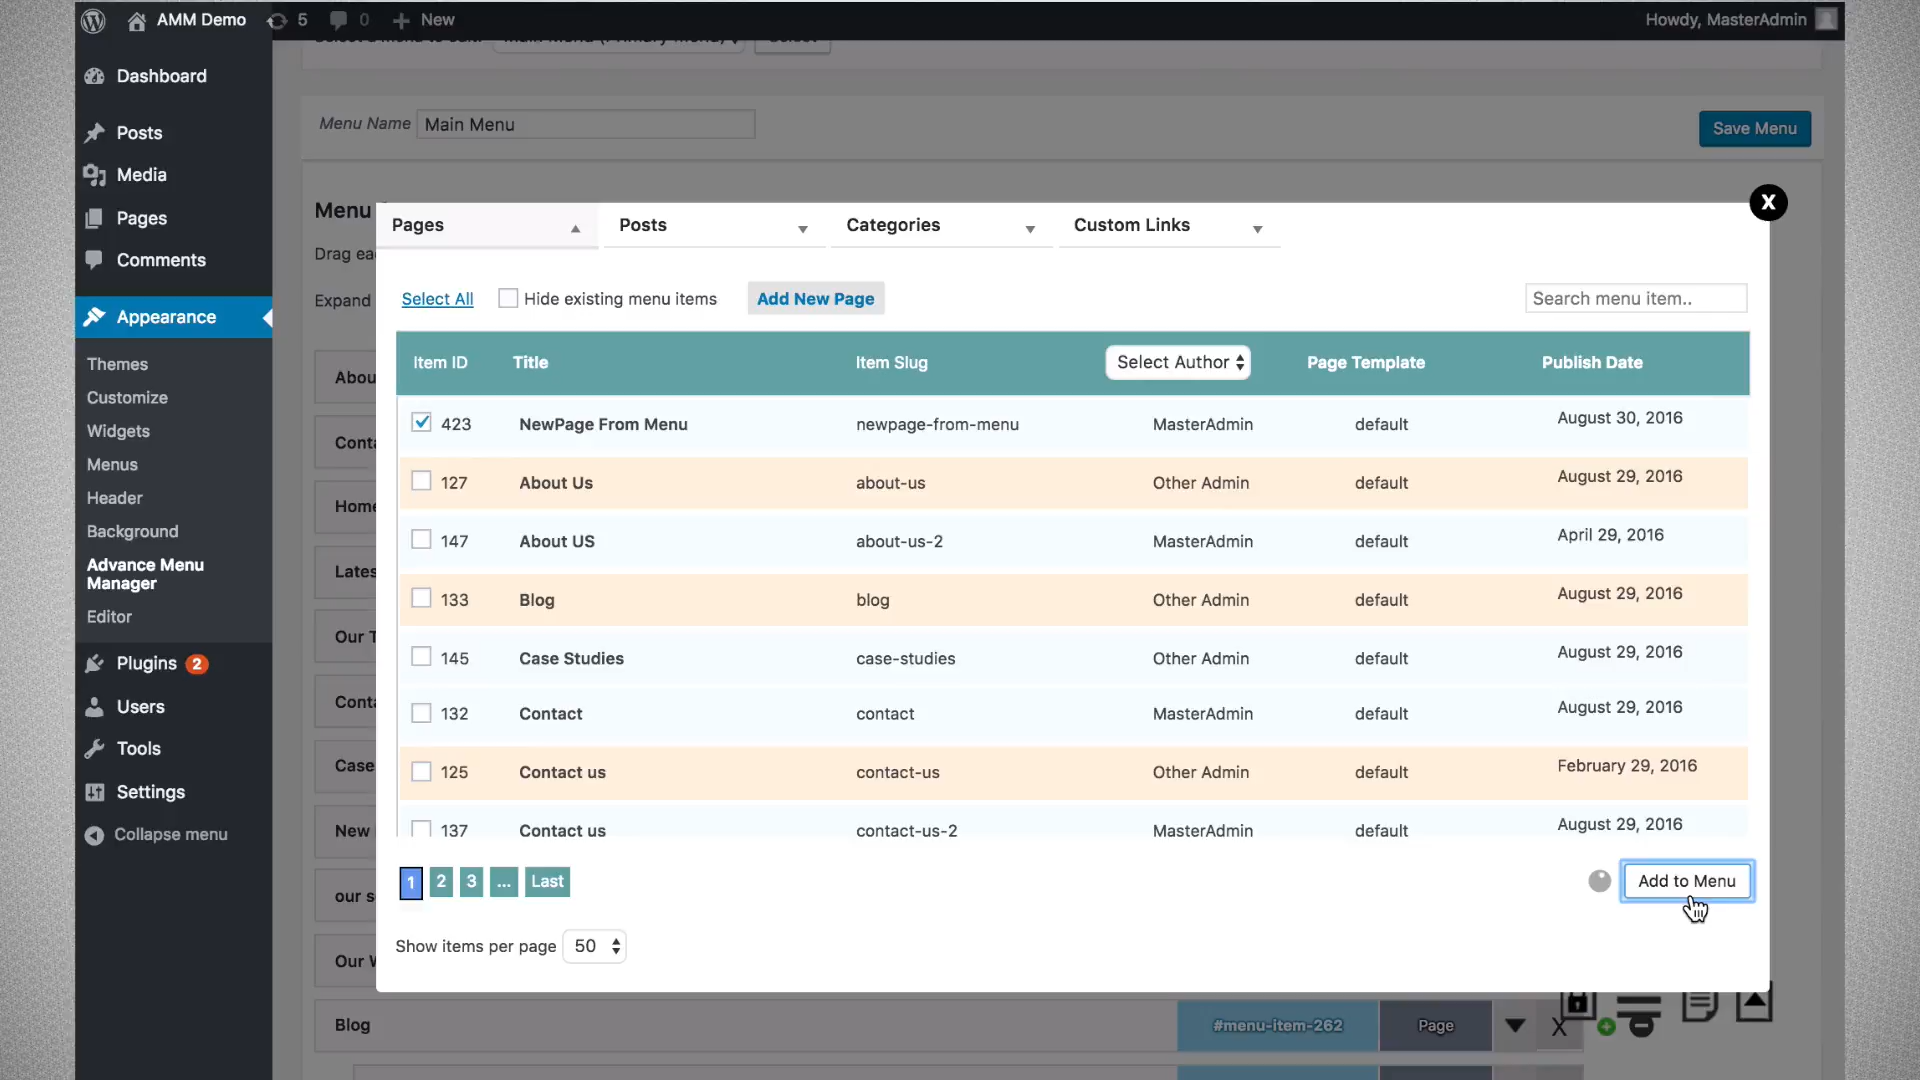 AMM Demo 5 0 New Howdy, MasterAdmin
Dashboard
Posts
Media
Pages
Comments
Appearance
Themes
Customize
Widgets
Menus
Header
Background
Advance Menu
Manager
Editor
Plugins 2
Users
Tools
Settings
Collapse menu
Menu Name Main Menu Save Menu
Menu
Drag ea
Expand
Abou
Conta
Home
Lates
Our T
Conta
Case
New
our s
Our W
X
Pages Posts Categories Custom Links
Select All Hide existing menu items Add New Page Search menu item..
Item ID Title Item Slug Select Author Page Template Publish Date
423 NewPage From Menu newpage-from-menu MasterAdmin default August 30, 2016
127 About Us about-us Other Admin default August 29, 2016
147 About US about-us-2 MasterAdmin default April 29, 2016
133 Blog blog Other Admin default August 29, 2016
145 Case Studies case-studies Other Admin default August 29, 2016
132 Contact contact MasterAdmin default August 29, 2016
125 Contact us contact-us Other Admin default February 29, 2016
137 Contact us contact-us-2 MasterAdmin default August 29, 2016
1 2 3 ... Last Add to Menu
Show items per page 50
Blog #menu-item-262 Page X